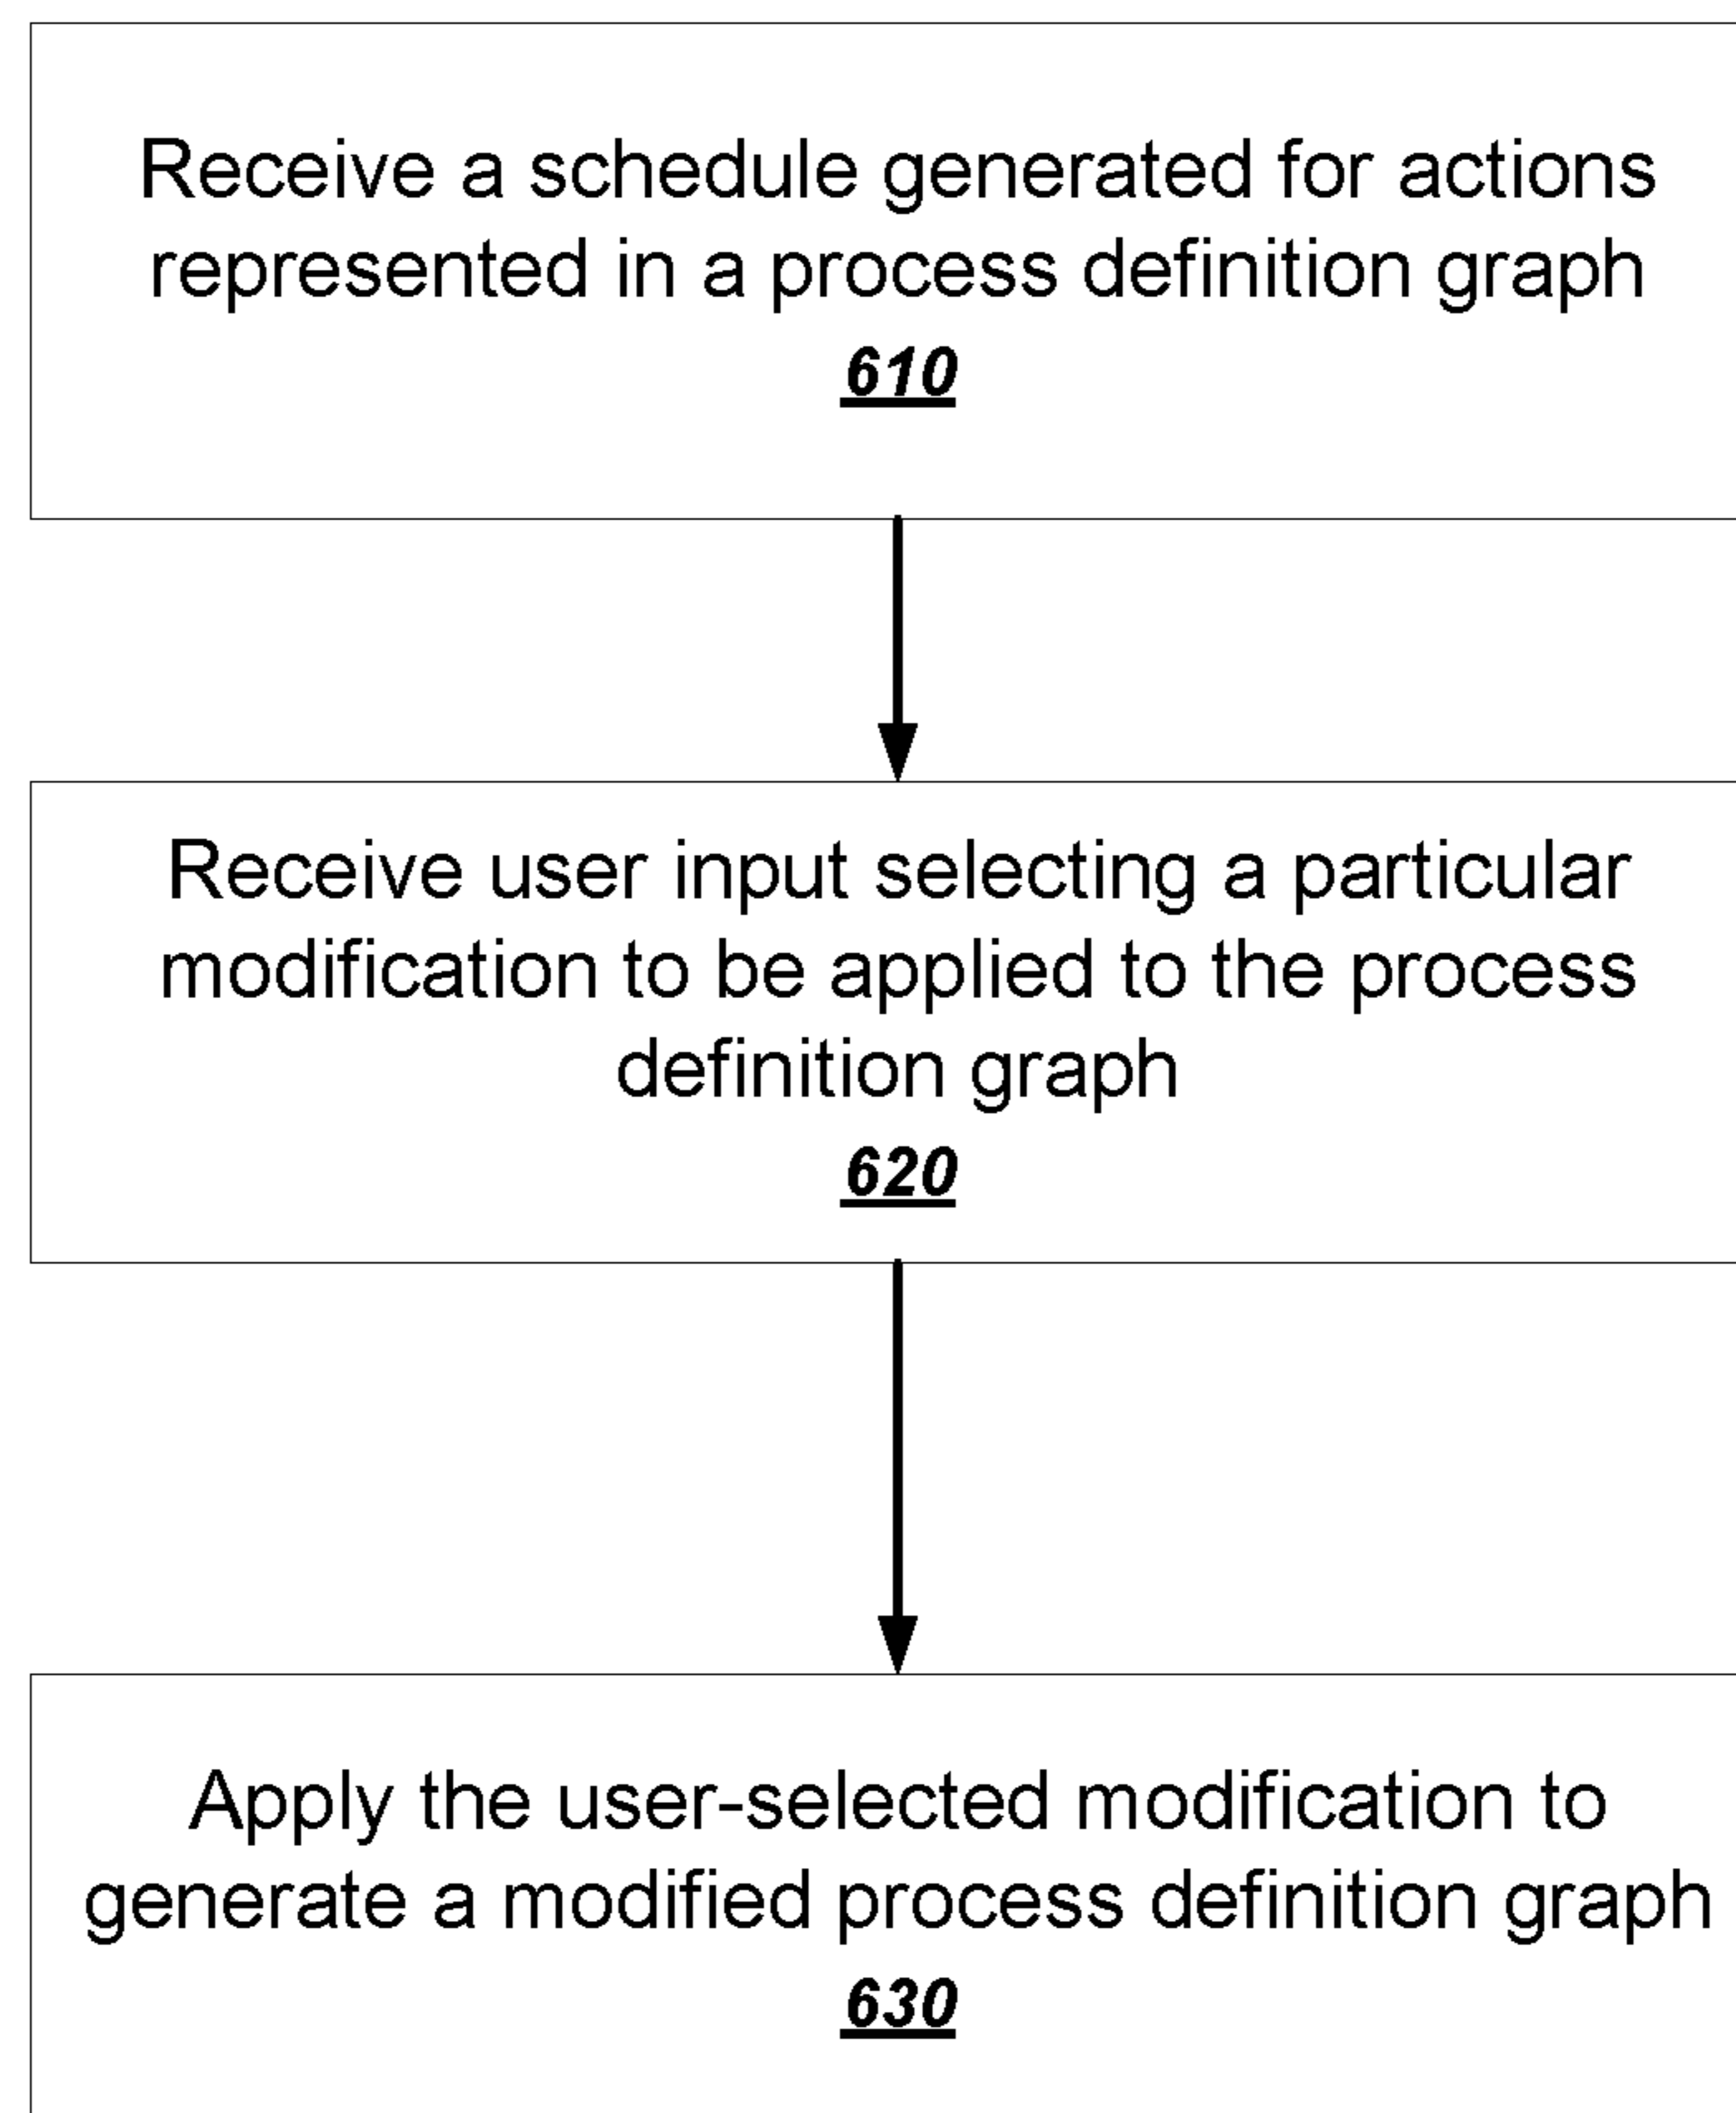 Receive a schedule generated for actions
represented in a process definition graph
610
Receive user input selecting a particular
modification to be applied to the process
definition graph
620
Apply the user-selected modification to
generate a modified process definition graph
630